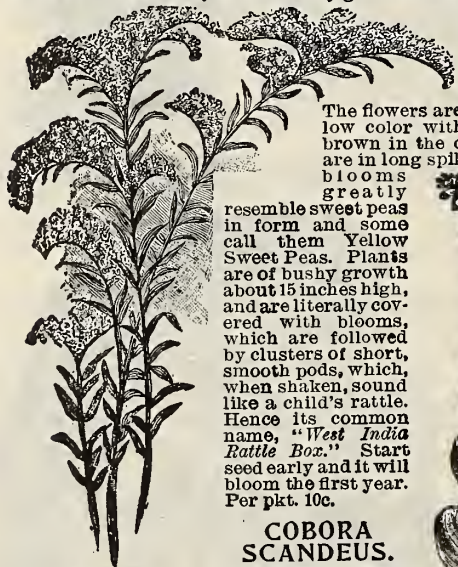 The flowers are
low color with
brown in the
are in long
blooms
greatly
resemble sweet peas
in form and some
call them Yellow
Sweet Peas. Plants
are of bushy growth
about 15 inches high,
and are literally cov-
ered with blooms,
which are followed
by clusters of short,
smooth pods, which,
when shaken, sound
like a child's rattle.
Hence its common
name, "West India
Rattle Box." Start
seed early and it will
bloom the first year.
Per pkt. 10c.
COBORA
SCANDEUS.